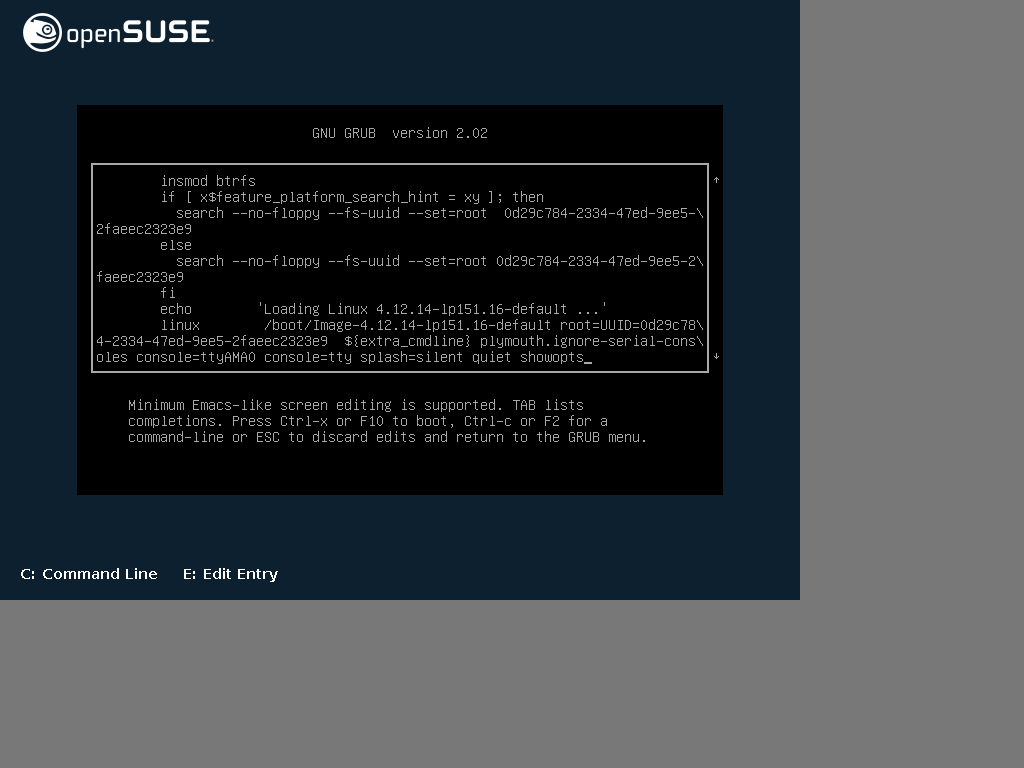 openSUSE.
GNU GRUB  version 2.02
insmod btrfs
if [ x$feature_platform_search_hint = xy ]; then
search --no-floppy --fs-uuid --set=root  0d29c784-2334-47ed-9ee5-\
2faeec2323e9
else
search --no-floppy --fs-uuid --set=root 0d29c784-2334-47ed-9ee5-2\
faeec2323e9
fi
echo        'Loading Linux 4.12.14-lp151.16-default ...'
linux        /boot/Image-4.12.14-lp151.16-default root=UUID=0d29c78\
4-2334-47ed-9ee5-2faeec2323e9  ${extra_cmdline} plymouth.ignore-serial-cons\
oles console=ttyAMA0 console=tty splash=silent quiet showopts_
Minimum Emacs-like screen editing is supported. TAB lists
completions. Press Ctrl-x or F10 to boot, Ctrl-c or F2 for a
command-line or ESC to discard edits and return to the GRUB menu.
C: Command Line     E: Edit Entry